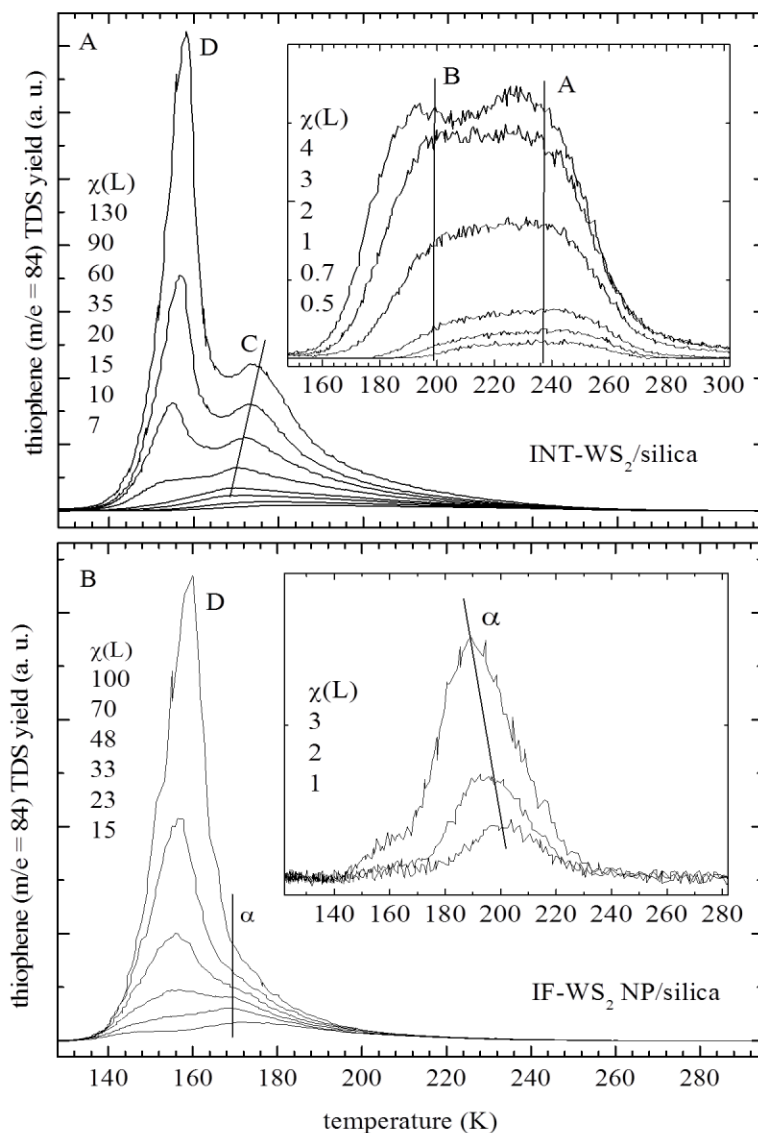 A
D
thiophene (m/e = 84) TDS yield (a. u.)
χ(L)
130
90
60
35
20
15
10
7
C
B
A
χ(L)
4
3
2
1
0.7
0.5
160 180 200 220 240 260 280 300
INT-WS₂/silica
B
D
thiophene (m/e = 84) TDS yield (a. u.)
χ(L)
100
70
48
33
23
15
α
α
χ(L)
3
2
1
140 160 180 200 220 240 260 280
IF-WS₂ NP/silica
140 160 180 200 220 240 260 280
temperature (K)